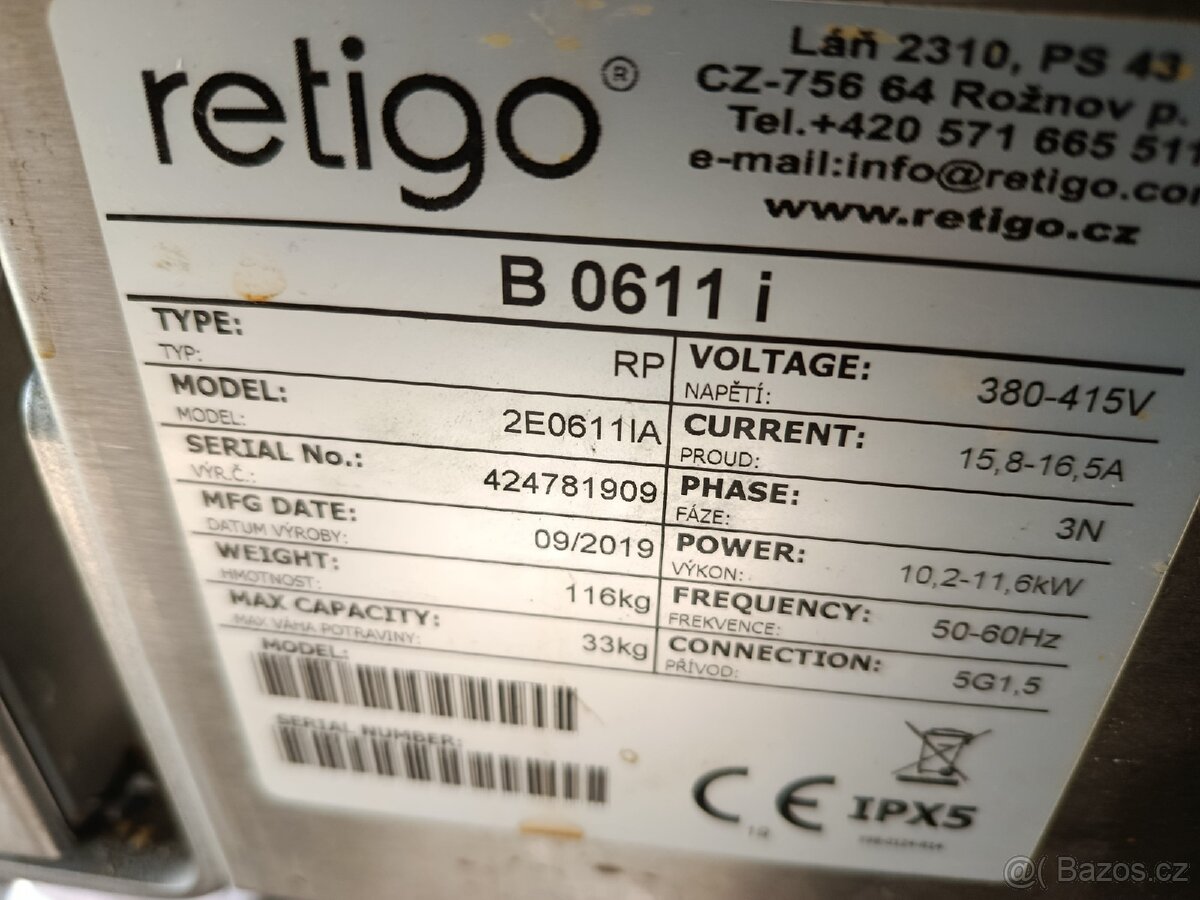 retigo®
Láň 2310, PS 43
CZ-756 64 Rožnov p.
Tel.+420 571 665 511
e-mail:info@retigo.co
www.retigo.cz
B 0611 i
TYPE:
TYP:
RP
MODEL:
MODEL:
2E0611IA
SERIAL No.:
VÝR.Č.:
424781909
MFG DATE:
DATUM VÝROBY:
09/2019
WEIGHT:
HMOTNOST:
116kg
MAX CAPACITY:
MAX VÁHA POTRAVINY:
33kg
VOLTAGE:
NAPĚTÍ:
380-415V
CURRENT:
PROUD:
15,8-16,5A
PHASE:
FÁZE:
3N
POWER:
VÝKON:
10,2-11,6kW
FREQUENCY:
FREKVENCE:
50-60Hz
CONNECTION:
PŘÍVOD:
5G1,5
MODEL:
SERIAL NUMBER:
CE IPX5
@( Bazos.cz